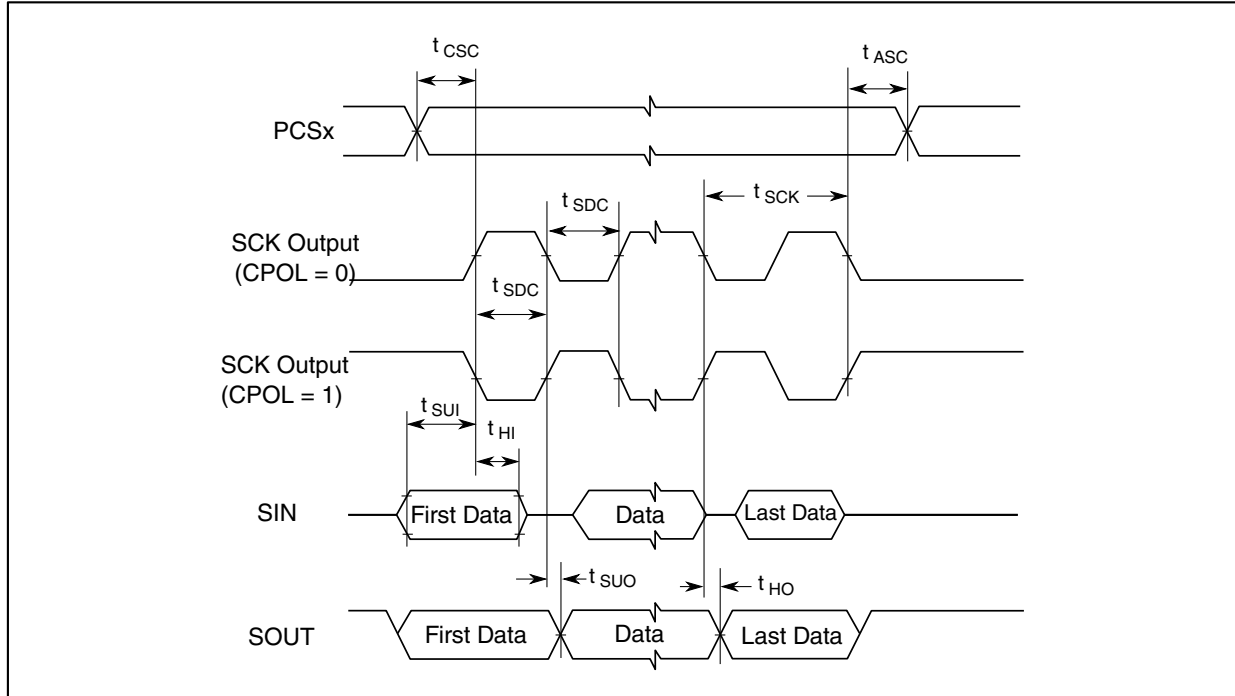 t CSC
t ASC
PCSx
t SDC
t SCK
SCK Output
(CPOL = 0)
t SDC
SCK Output
(CPOL = 1)
t SUI
t HI
SIN
First Data
Data
Last Data
t SUO
t HO
SOUT
First Data
Data
Last Data